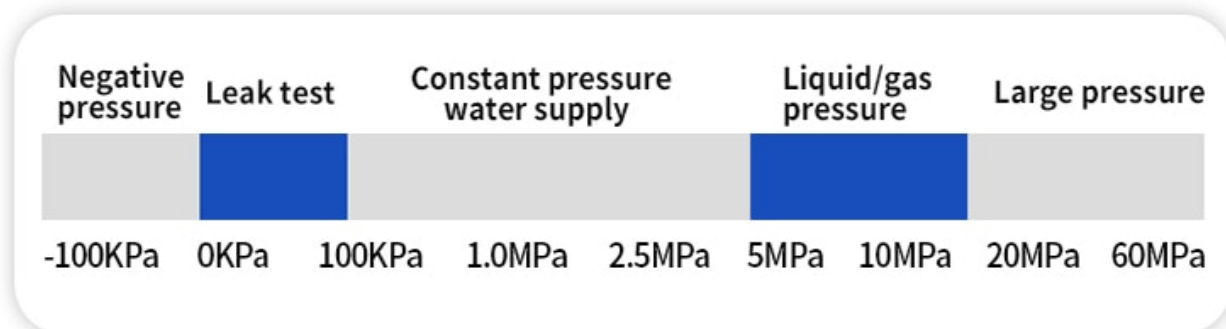 Negative
pressure
Leak test
Constant pressure
water supply
Liquid/gas
pressure
Large pressure
-100KPa 0KPa 100KPa 1.0MPa 2.5MPa 5MPa 10MPa 20MPa 60MPa